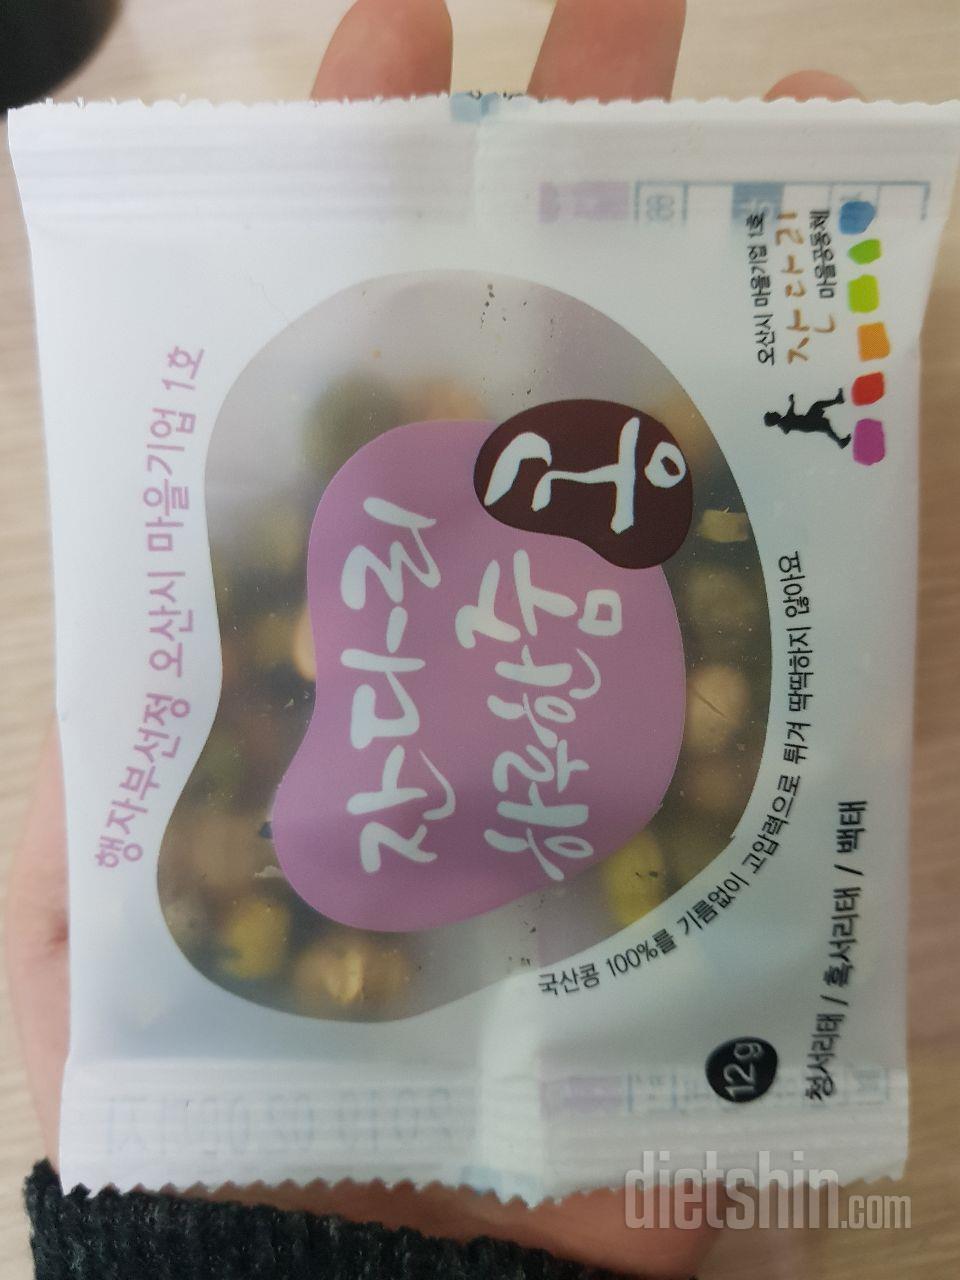 행자부선정 오산시 마을기업 1호
잔다리
하루한줌
콩
오산시 마을기업 1호
잔다리
마을공동체
국산콩 100%를 기름없이 고압력으로 튀겨 딱딱하지 않아요
청서리태 / 흑서리태 / 백태
12g
dietshin.com